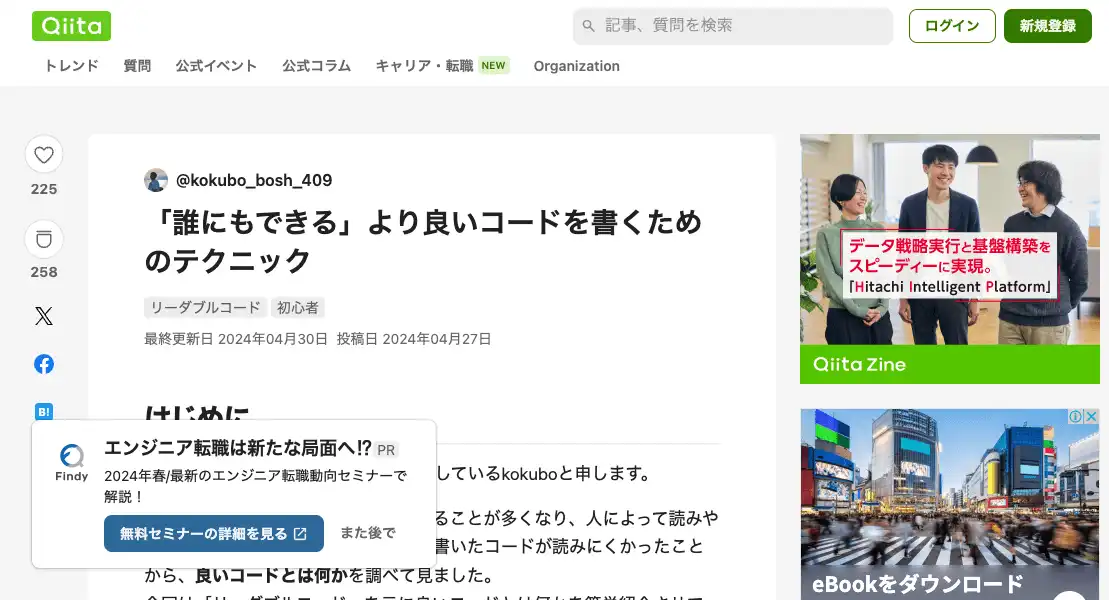 Qiita
記事、質問を検索
ログイン
新規登録
トレンド 質問 公式イベント 公式コラム キャリア・転職 NEW Organization
225
258
B!
@kokubo_bosh_409
「誰にもできる」より良いコードを書くため
のテクニック
リーダブルコード 初心者
最終更新日 2024年04月30日 投稿日 2024年04月27日
はじめに
しているkokuboと申します。
ることが多くなり、人によって読みや
書いたコードが読みにくかったこと
から、良いコードとは何かを調べて見ました。
Findy
エンジニア転職は新たな局面へ!? PR
2024年春/最新のエンジニア転職動向セミナーで
解説！
無料セミナーの詳細を見る
また後で
データ戦略実行と基盤構築を
スピーディーに実現。
「Hitachi Intelligent Platform」
Qiita Zine
eBookをダウンロード